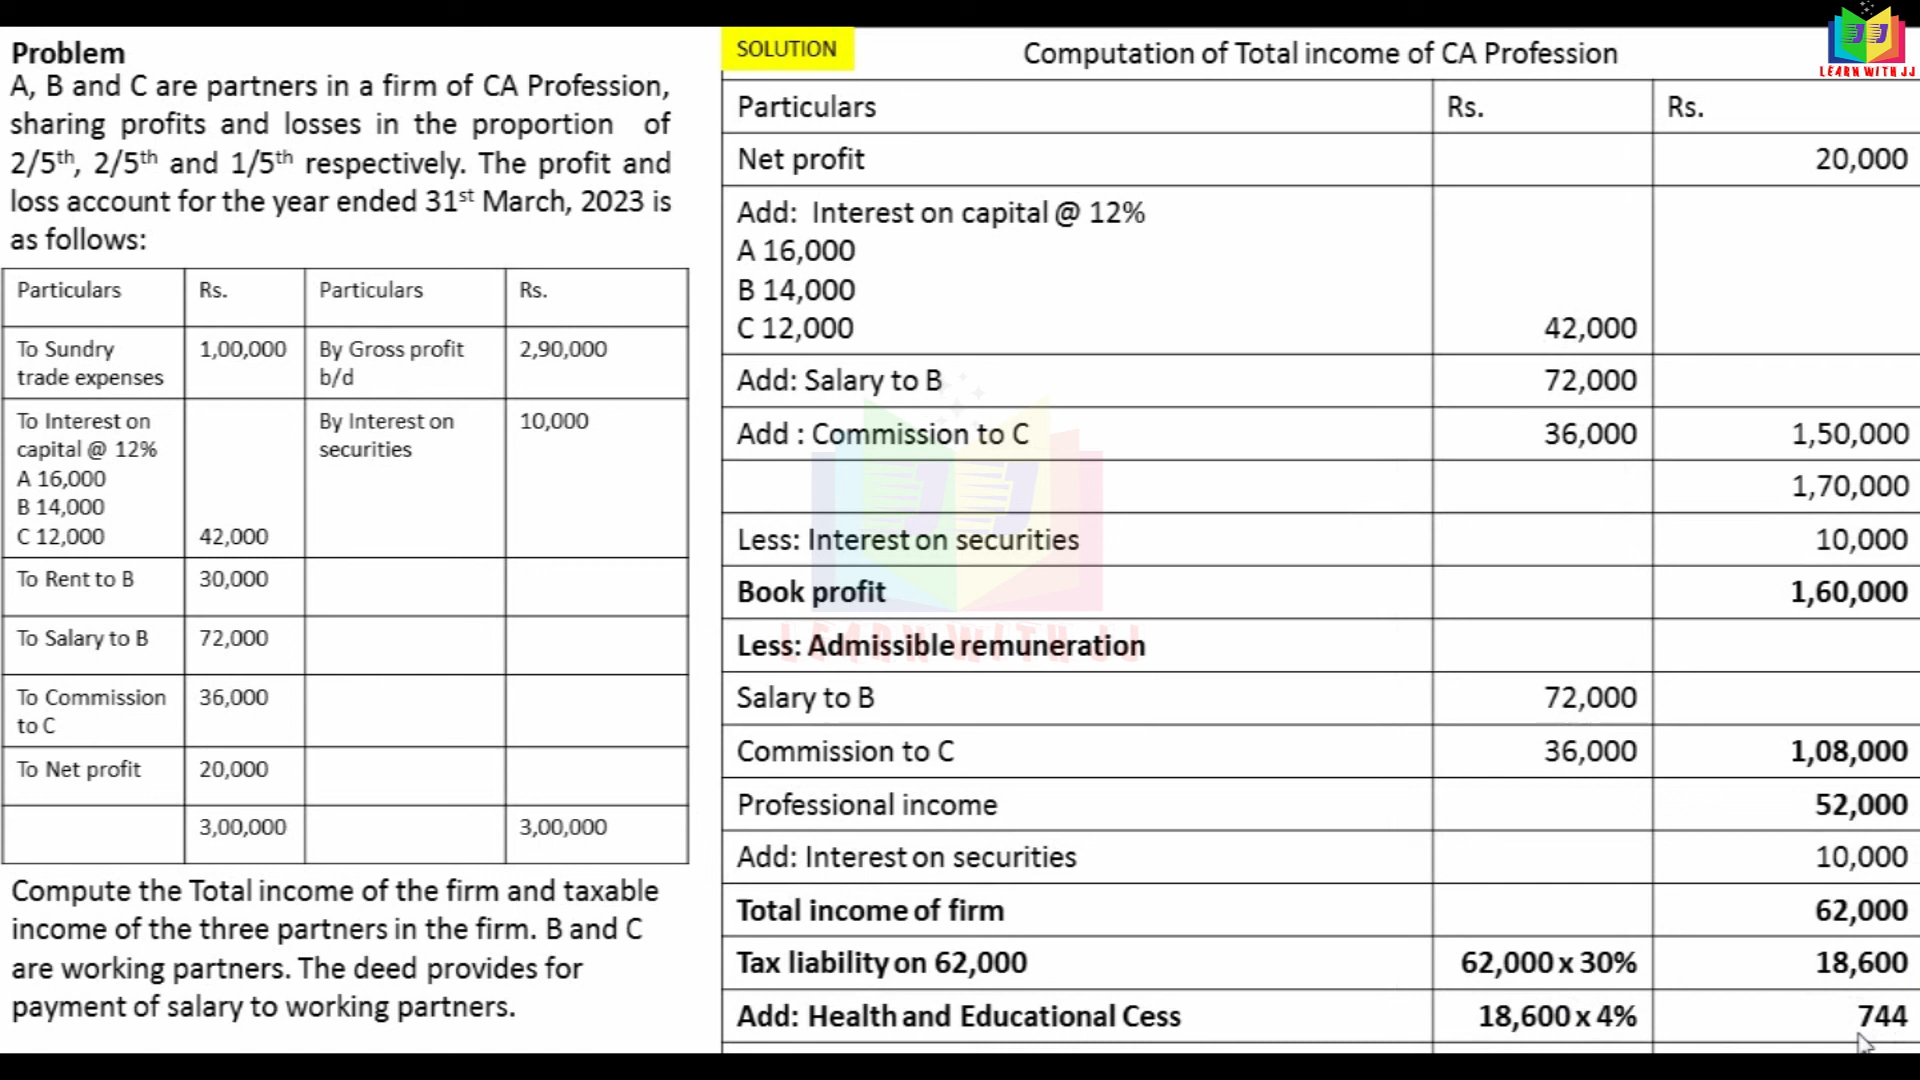 Problem
A, B and C are partners in a firm of CA Profession,
sharing profits and losses in the proportion of
2/5th, 2/5th and 1/5th respectively. The profit and
loss account for the year ended 31st March, 2023 is
as follows:
Particulars Rs. Particulars Rs.
To Sundry trade expenses 1,00,000 By Gross profit b/d 2,90,000
To Interest on capital @ 12% By Interest on securities 10,000
A 16,000
B 14,000
C 12,000 42,000
To Rent to B 30,000
To Salary to B 72,000
To Commission to C 36,000
To Net profit 20,000
3,00,000 3,00,000
Compute the Total income of the firm and taxable
income of the three partners in the firm. B and C
are working partners. The deed provides for
payment of salary to working partners.
SOLUTION
Computation of Total income of CA Profession
Particulars Rs. Rs.
Net profit 20,000
Add: Interest on capital @ 12%
A 16,000
B 14,000
C 12,000 42,000
Add: Salary to B 72,000
Add : Commission to C 36,000 1,50,000
1,70,000
Less: Interest on securities 10,000
Book profit 1,60,000
Less: Admissible remuneration
Salary to B 72,000
Commission to C 36,000 1,08,000
Professional income 52,000
Add: Interest on securities 10,000
Total income of firm 62,000
Tax liability on 62,000 62,000 x 30% 18,600
Add: Health and Educational Cess 18,600 x 4% 744
JJ
LEARN WITH JJ
JJ
LEARN WITH JJ